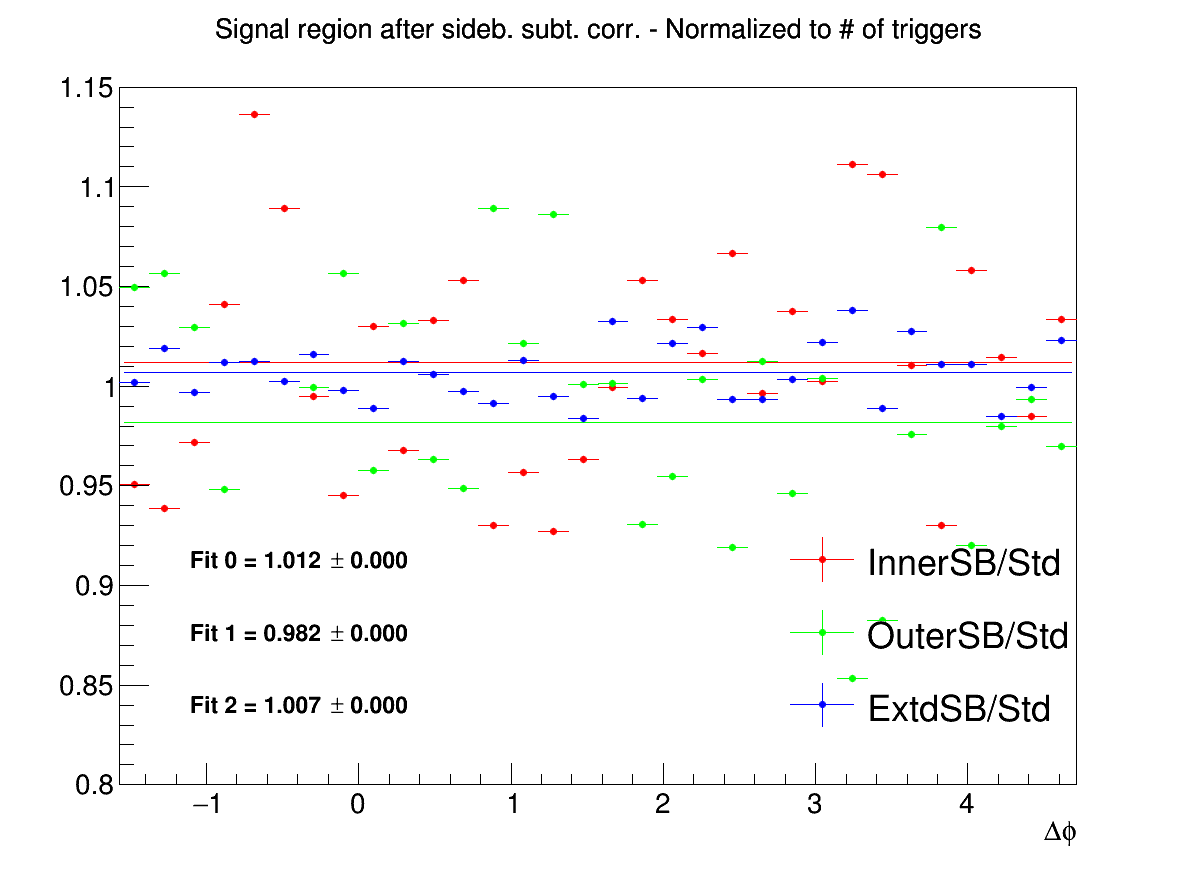 Signal region after sideb. subt. corr. - Normalized to # of triggers
1.15
1.1
1.05
1
0.95
0.9
0.85
0.8
Fit 0 = 1.012 ± 0.000
Fit 1 = 0.982 ± 0.000
Fit 2 = 1.007 ± 0.000
InnerSB/Std
OuterSB/Std
ExtdSB/Std
−1 0 1 2 3 4
Δϕ